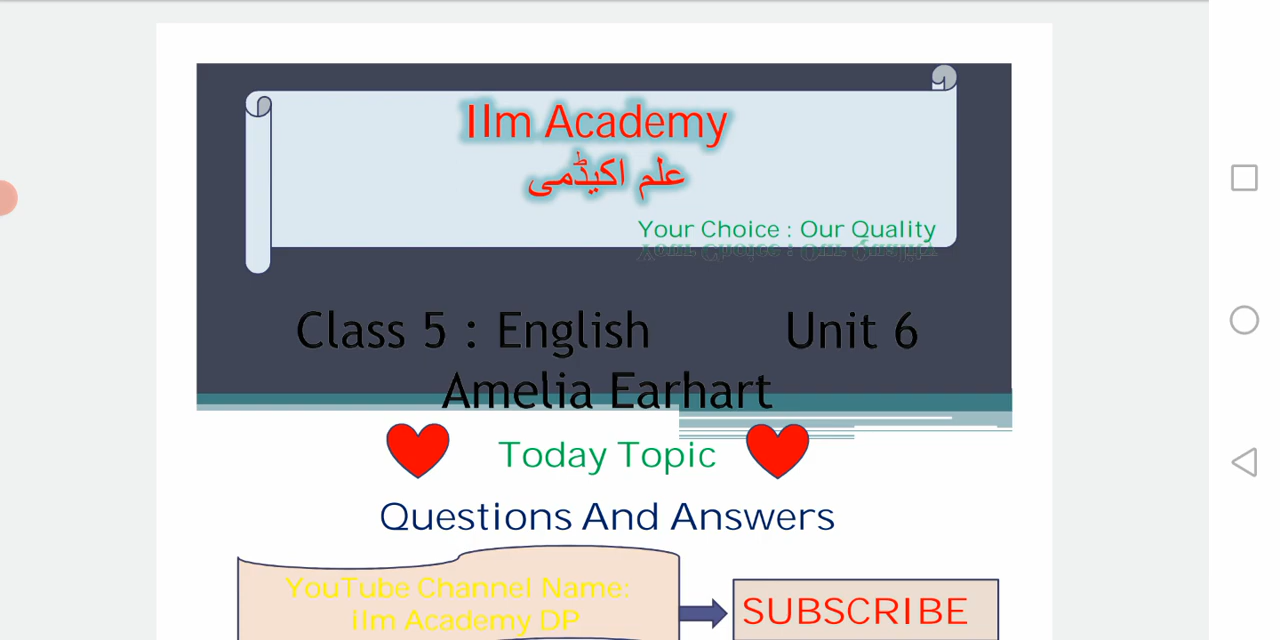 Ilm Academy
علم اکیڈمی
Your Choice : Our Quality
Class 5 : English Unit 6
Amelia Earhart
Today Topic
Questions And Answers
YouTube Channel Name:
ilm Academy DP
SUBSCRIBE